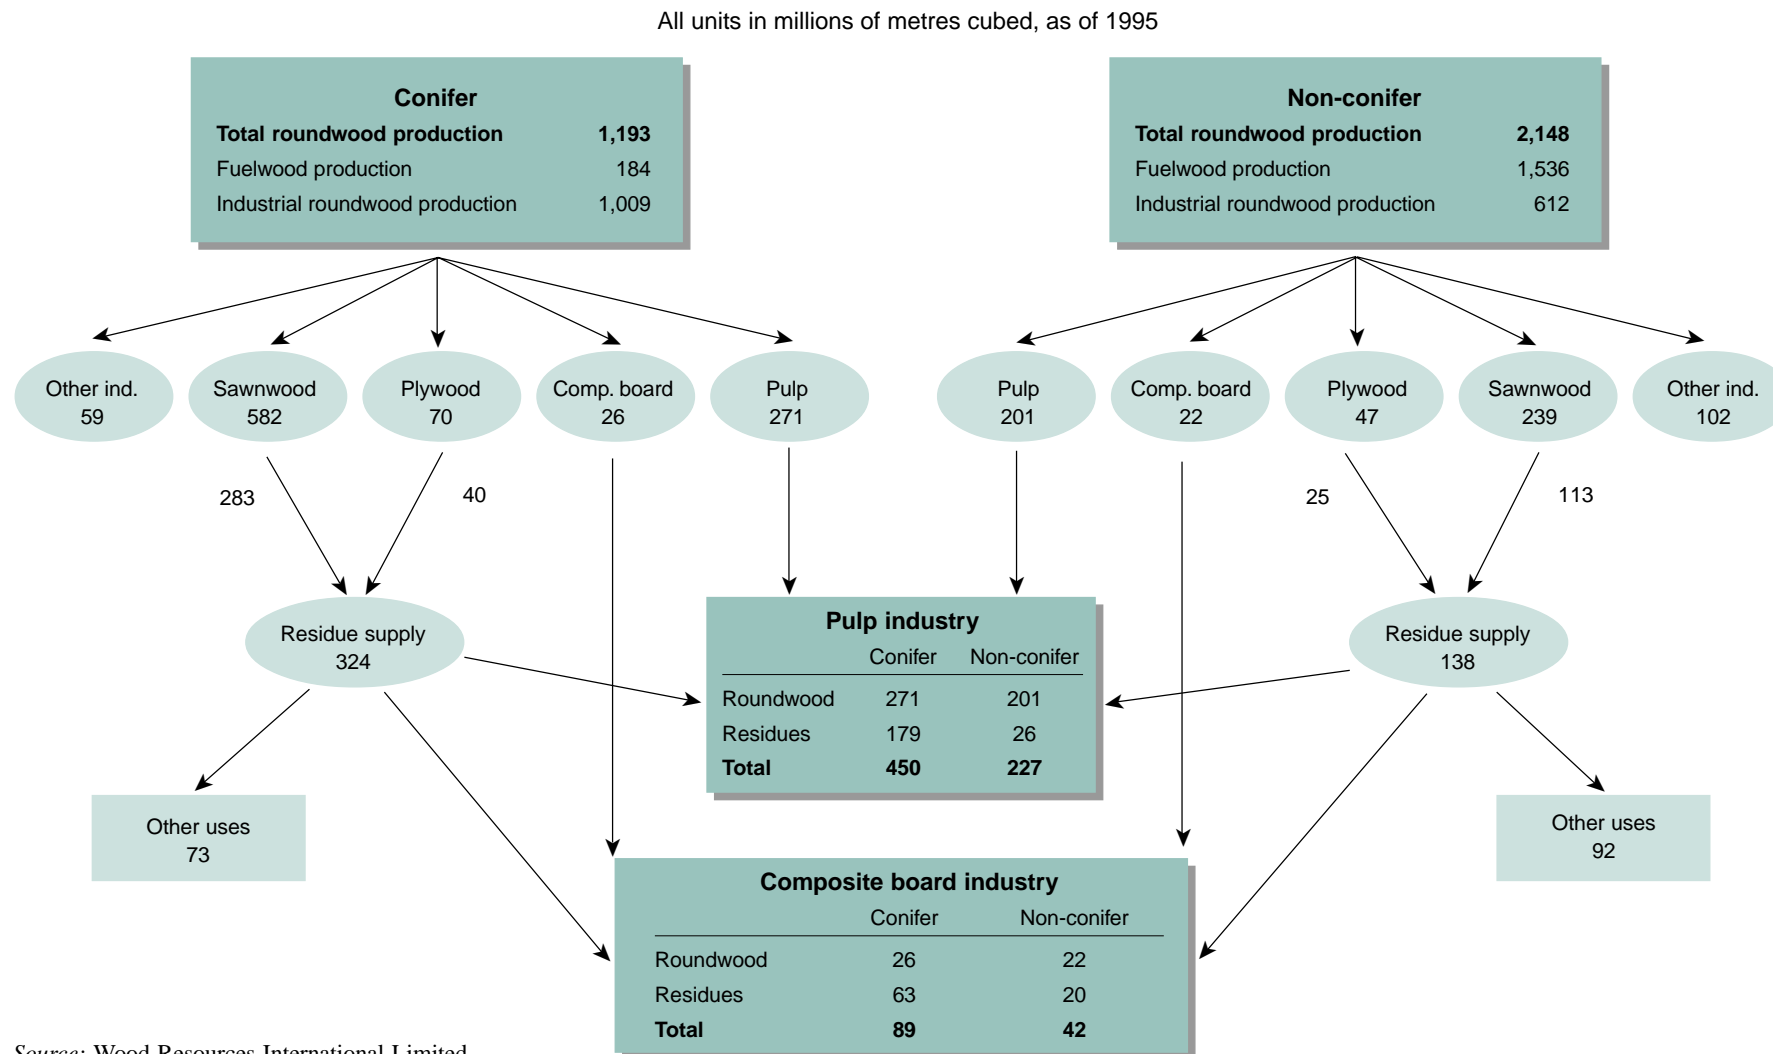 All units in millions of metres cubed, as of 1995
Conifer
Total roundwood production 1,193
Fuelwood production 184
Industrial roundwood production 1,009
Non-conifer
Total roundwood production 2,148
Fuelwood production 1,536
Industrial roundwood production 612
Other ind.
59
Sawnwood
582
Plywood
70
Comp. board
26
Pulp
271
Pulp
201
Comp. board
22
Plywood
47
Sawnwood
239
Other ind.
102
283
40
25
113
Residue supply
324
Residue supply
138
Pulp industry
Conifer Non-conifer
Roundwood 271 201
Residues 179 26
Total 450 227
Other uses
73
Other uses
92
Composite board industry
Conifer Non-conifer
Roundwood 26 22
Residues 63 20
Total 89 42
Source: Wood Resources International Limited